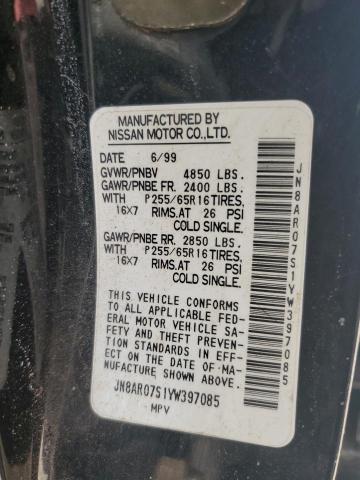 MANUFACTURED BY
NISSAN MOTOR CO.,LTD.
DATE 6/99
GVWR/PNBV 4850 LBS.
GAWR/PNBE FR. 2400 LBS.
WITH P255/65R16TIRES.
16X7 RIMS.AT 26 PSI
COLD SINGLE.
GAWR/PNBE RR. 2850 LBS.
WITH P255/65R16TIRES.
16X7 RIMS.AT 26 PSI
COLD SINGLE.
THIS VEHICLE CONFORMS
TO ALL APPLICABLE FED-
ERAL MOTOR VEHICLE SA-
FETY AND THEFT PREVEN-
TION STANDARDS IN EFF-
ECT ON THE DATE OF MA-
NUFACTURE SHOWN ABOVE.
JN8AR07S1YW397085
MPV
JN8AR07S1YW397085